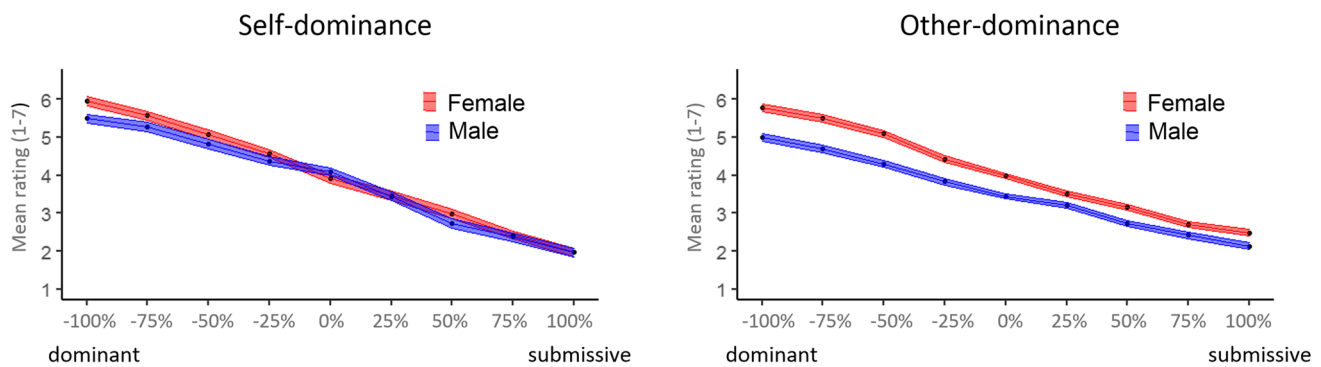 Self-dominance
Mean rating (1-7)
6
5
4
3
2
1
Female
Male
-100% -75% -50% -25% 0% 25% 50% 75% 100%
dominant submissive
Other-dominance
Mean rating (1-7)
6
5
4
3
2
1
Female
Male
-100% -75% -50% -25% 0% 25% 50% 75% 100%
dominant submissive